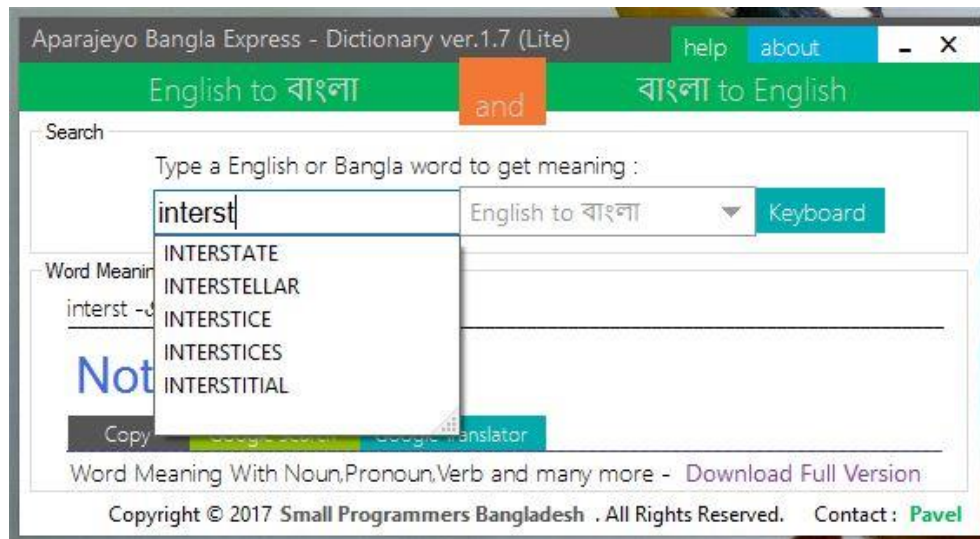 Aparajeyo Bangla Express - Dictionary ver.1.7 (Lite) help about
English to বাংলা and বাংলা to English
Search
Type a English or Bangla word to get meaning :
interst English to বাংলা Keyboard
INTERSTATE
INTERSTELLAR
INTERSTICE
INTERSTICES
INTERSTITIAL
Word
interst -
Not
Copy
Word Meaning With Noun,Pronoun,Verb and many more - Download Full Version
Copyright © 2017 Small Programmers Bangladesh . All Rights Reserved. Contact : Pavel